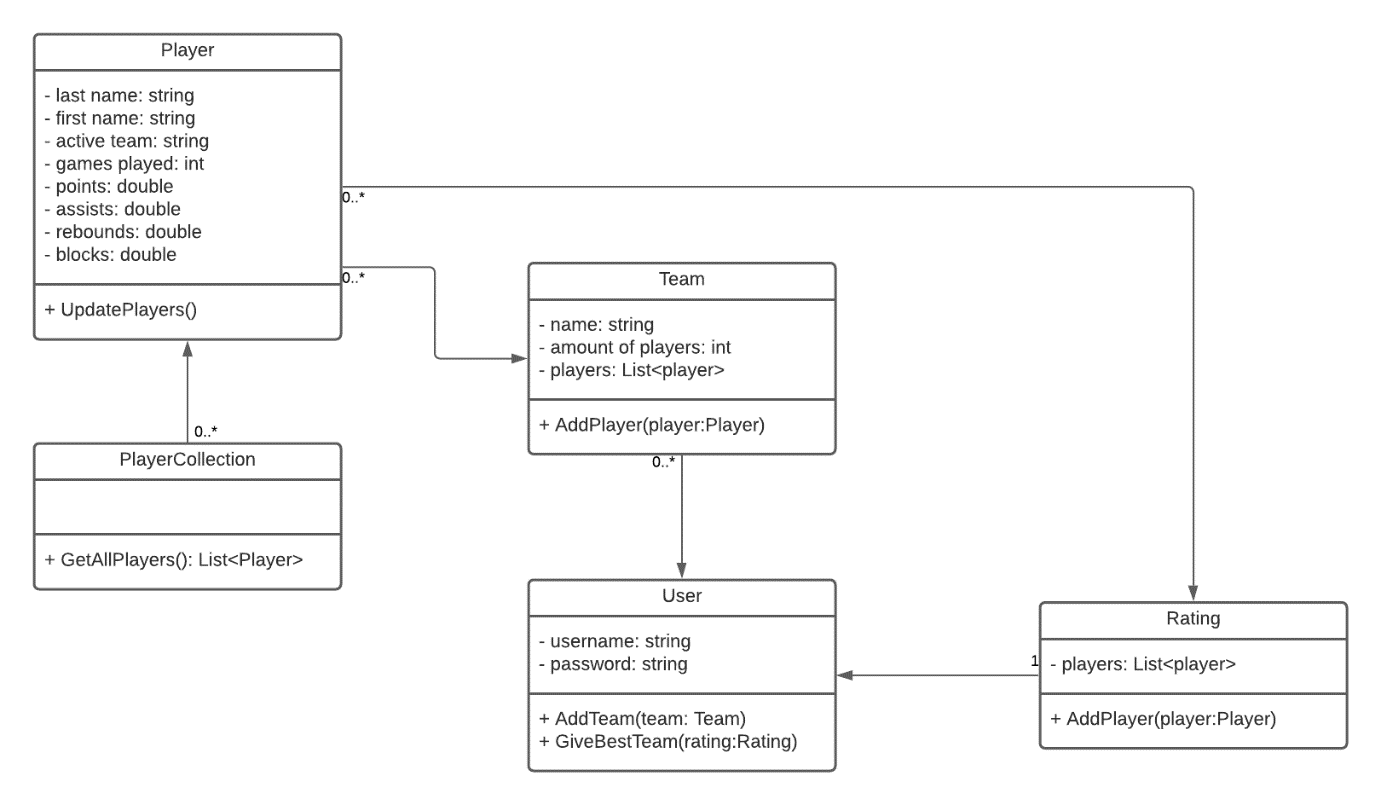 Player
- last name: string
- first name: string
- active team: string
- games played: int
- points: double
- assists: double
- rebounds: double
- blocks: double
+ UpdatePlayers()
0..*
0..*
Team
- name: string
- amount of players: int
- players: List<player>
+ AddPlayer(player:Player)
0..*
0..*
PlayerCollection
+ GetAllPlayers(): List<Player>
User
- username: string
- password: string
+ AddTeam(team: Team)
+ GiveBestTeam(rating:Rating)
1
Rating
- players: List<player>
+ AddPlayer(player:Player)